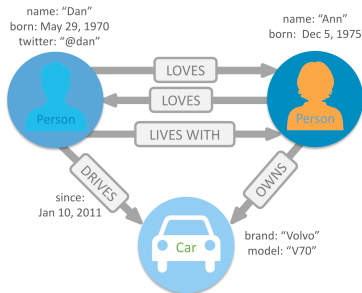 name: “Dan”
born: May 29, 1970
twitter: “@dan”
name: “Ann”
born: Dec 5, 1975
LOVES
LOVES
Person
Person
LIVES WITH
DRIVES
OWNS
since:
Jan 10, 2011
Car
brand: “Volvo”
model: “V70”